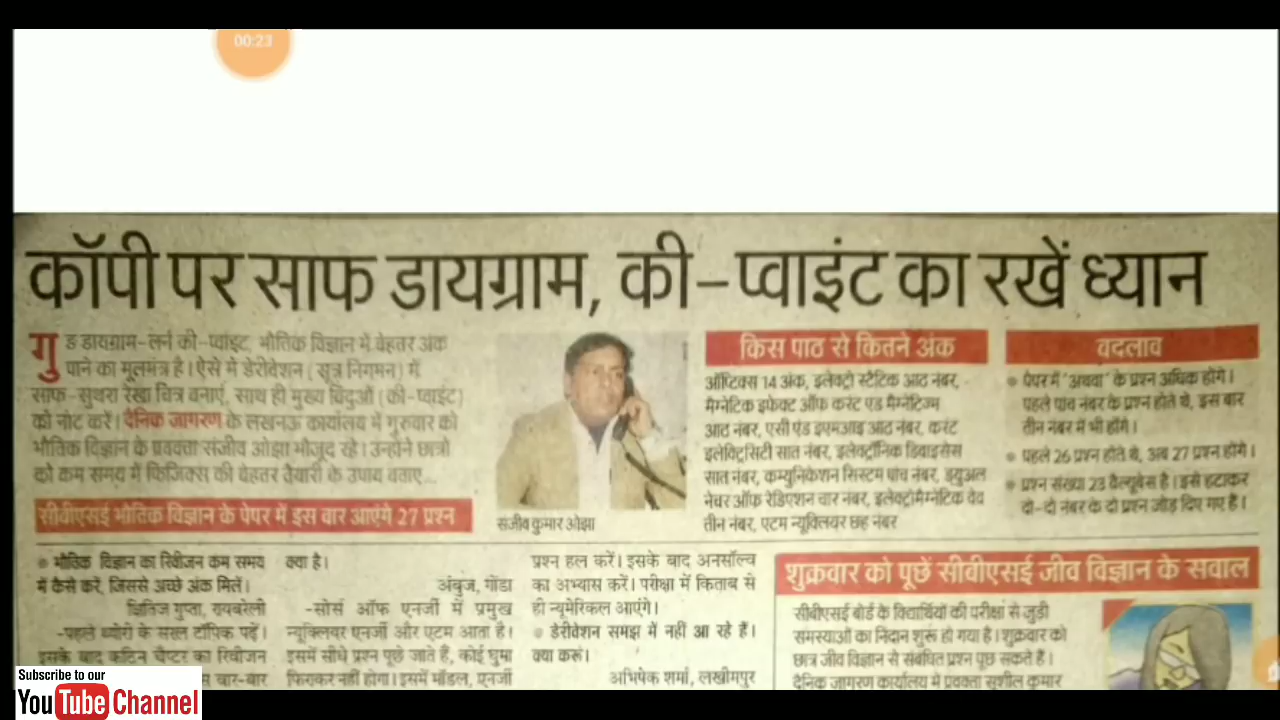 00:23
कॉपी पर साफ डायग्राम, की-प्वाइंट का रखें ध्यान
गुड डायग्राम-लर्न की-प्वांइट, भौतिक विज्ञान में बेहतर अंक
पाने का मूलमंत्र है। ऐसे में डेरीवेशन (सूत्र निगमन) में
साफ-सुथरा रेखा चित्र बनाएं, साथ ही मुख्य बिंदुओं (की-प्वाइंट)
को नोट करें। दैनिक जागरण के लखनऊ कार्यालय में गुरुवार को
भौतिक विज्ञान के प्रवक्ता संजीव ओझा मौजूद रहे। उन्होंने छात्रों
को कम समय में फिजिक्स की बेहतर तैयारी के उपाय बताए...
सीबीएसई भौतिक विज्ञान के पेपर में इस बार आएंगे 27 प्रश्न
संजीव कुमार ओझा
किस पाठ से कितने अंक
ऑप्टिक्स 14 अंक, इलेक्ट्रो स्टैटिक आठ नंबर,
मैग्नेटिक इफेक्ट ऑफ करंट एंड मैग्नेटिज्म
आठ नंबर, एसी एंड इएमआइ आठ नंबर, करंट
इलेक्ट्रिसिटी सात नंबर, इलेक्ट्रॉनिक डिवाइसेस
सात नंबर, कम्युनिकेशन सिस्टम पांच नंबर, ड्युअल
नेचर ऑफ रेडिएशन चार नंबर, इलेक्ट्रोमैग्नेटिक वेव
तीन नंबर, एटम न्यूक्लियर छह नंबर
बदलाव
• पेपर में 'अथवा' के प्रश्न अधिक होंगे।
पहले पांच नंबर के प्रश्न होते थे, इस बार
तीन नंबर में भी होंगे।
• पहले 26 प्रश्न होते थे, अब 27 प्रश्न होंगे।
• प्रश्न संख्या 23 वैल्यूबेस है। इसे हटाकर
दो-दो नंबर के दो प्रश्न जोड़ दिए गए हैं।
• भौतिक विज्ञान का रिवीजन कम समय
में कैसे करें, जिससे अच्छे अंक मिलें।
क्षितिज गुप्ता, रायबरेली
-पहले थ्योरी के सरल टॉपिक पढ़ें।
इसके बाद कठिन चैप्टर का रिवीजन
बार-बार
क्या है।
अंबुज, गोंडा
-सोर्स ऑफ एनर्जी में प्रमुख
न्यूक्लियर एनर्जी और एटम आता है।
इसमें सीधे प्रश्न पूछे जाते हैं, कोई घुमा
फिराकर नहीं होगा। इसमें मॉडल, एनर्जी
प्रश्न हल करें। इसके बाद अनसॉल्व
का अभ्यास करें। परीक्षा में किताब से
ही न्यूमेरिकल आएंगे।
• डेरीवेशन समझ में नहीं आ रहे हैं।
क्या करूं।
अभिषेक शर्मा, लखीमपुर
शुक्रवार को पूछें सीबीएसई जीव विज्ञान के सवाल
सीबीएसई बोर्ड के विद्यार्थियों की परीक्षा से जुड़ी
समस्याओं का निदान शुरू हो गया है। शुक्रवार को
छात्र जीव विज्ञान से संबंधित प्रश्न पूछ सकते हैं।
दैनिक जागरण कार्यालय में प्रवक्ता सुशील कुमार
Subscribe to our
YouTube Channel